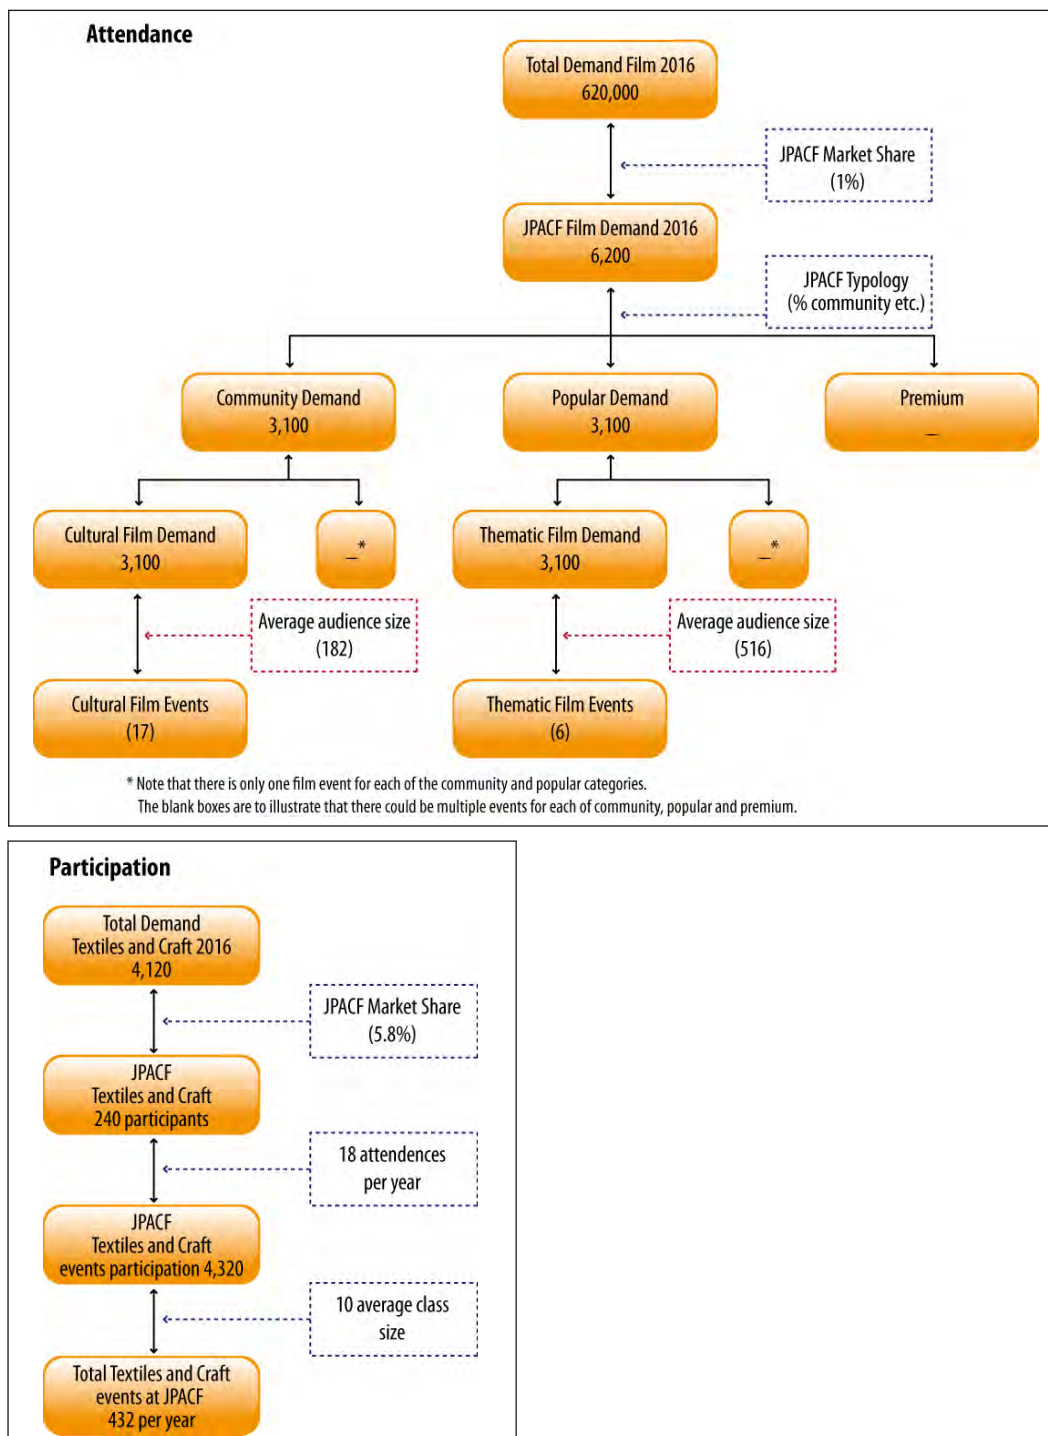 Attendance
Total Demand Film 2016
620,000
JPACF Market Share
(1%)
JPACF Film Demand 2016
6,200
JPACF Typology
(% community etc.)
Community Demand
3,100
Popular Demand
3,100
Premium
_
Cultural Film Demand
3,100
_*
Thematic Film Demand
3,100
_*
Average audience size
(182)
Average audience size
(516)
Cultural Film Events
(17)
Thematic Film Events
(6)
* Note that there is only one film event for each of the community and popular categories.
The blank boxes are to illustrate that there could be multiple events for each of community, popular and premium.
Participation
Total Demand
Textiles and Craft 2016
4,120
JPACF Market Share
(5.8%)
JPACF
Textiles and Craft
240 participants
18 attendences
per year
JPACF
Textiles and Craft
events participation 4,320
10 average class
size
Total Textiles and Craft
events at JPACF
432 per year